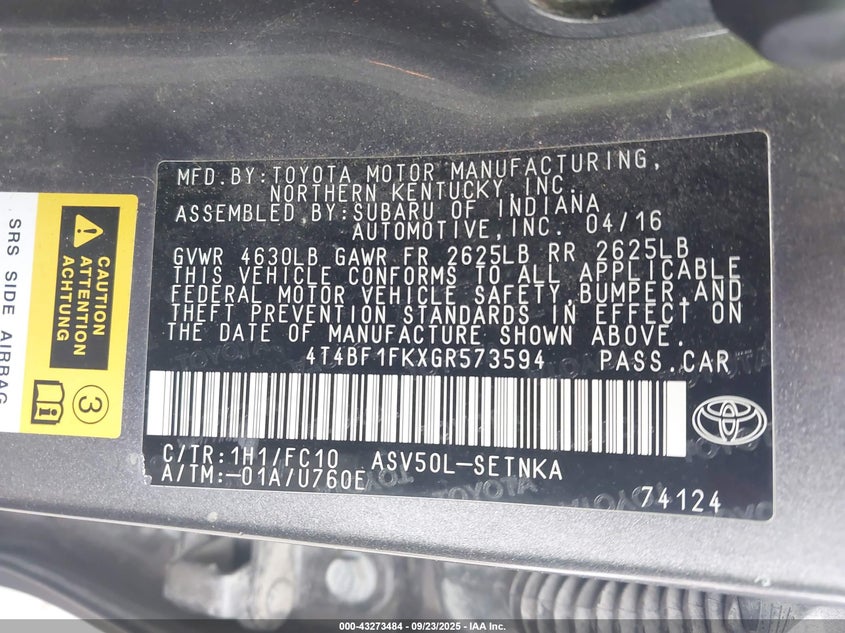 MFD.BY:TOYOTA MOTOR MANUFACTURING,
NORTHERN KENTUCKY,INC.
ASSEMBLED,BY:SUBARU OF INDIANA
AUTOMOTIVE,INC. 04/16
GVWR 4630LB GAWR FR 2625LB RR 2625LB
THIS VEHICLE CONFORMS TO ALL APPLICABLE
FEDERAL MOTOR VEHICLE SAFETY,BUMPER,AND
THEFT PREVENTION STANDARDS IN EFFECT ON
THE DATE OF MANUFACTURE SHOWN ABOVE.
4T4BF1FKXGR573594 PASS.CAR
C/TR:1H1/FC10 ASV50L-SETNKA
A/TM:-01A/U760E
74124
CAUTION
ATTENTION
ACHTUNG
SRS SIDE AIRBAG
3
000-43273484 - 09/23/2025 - IAA Inc.